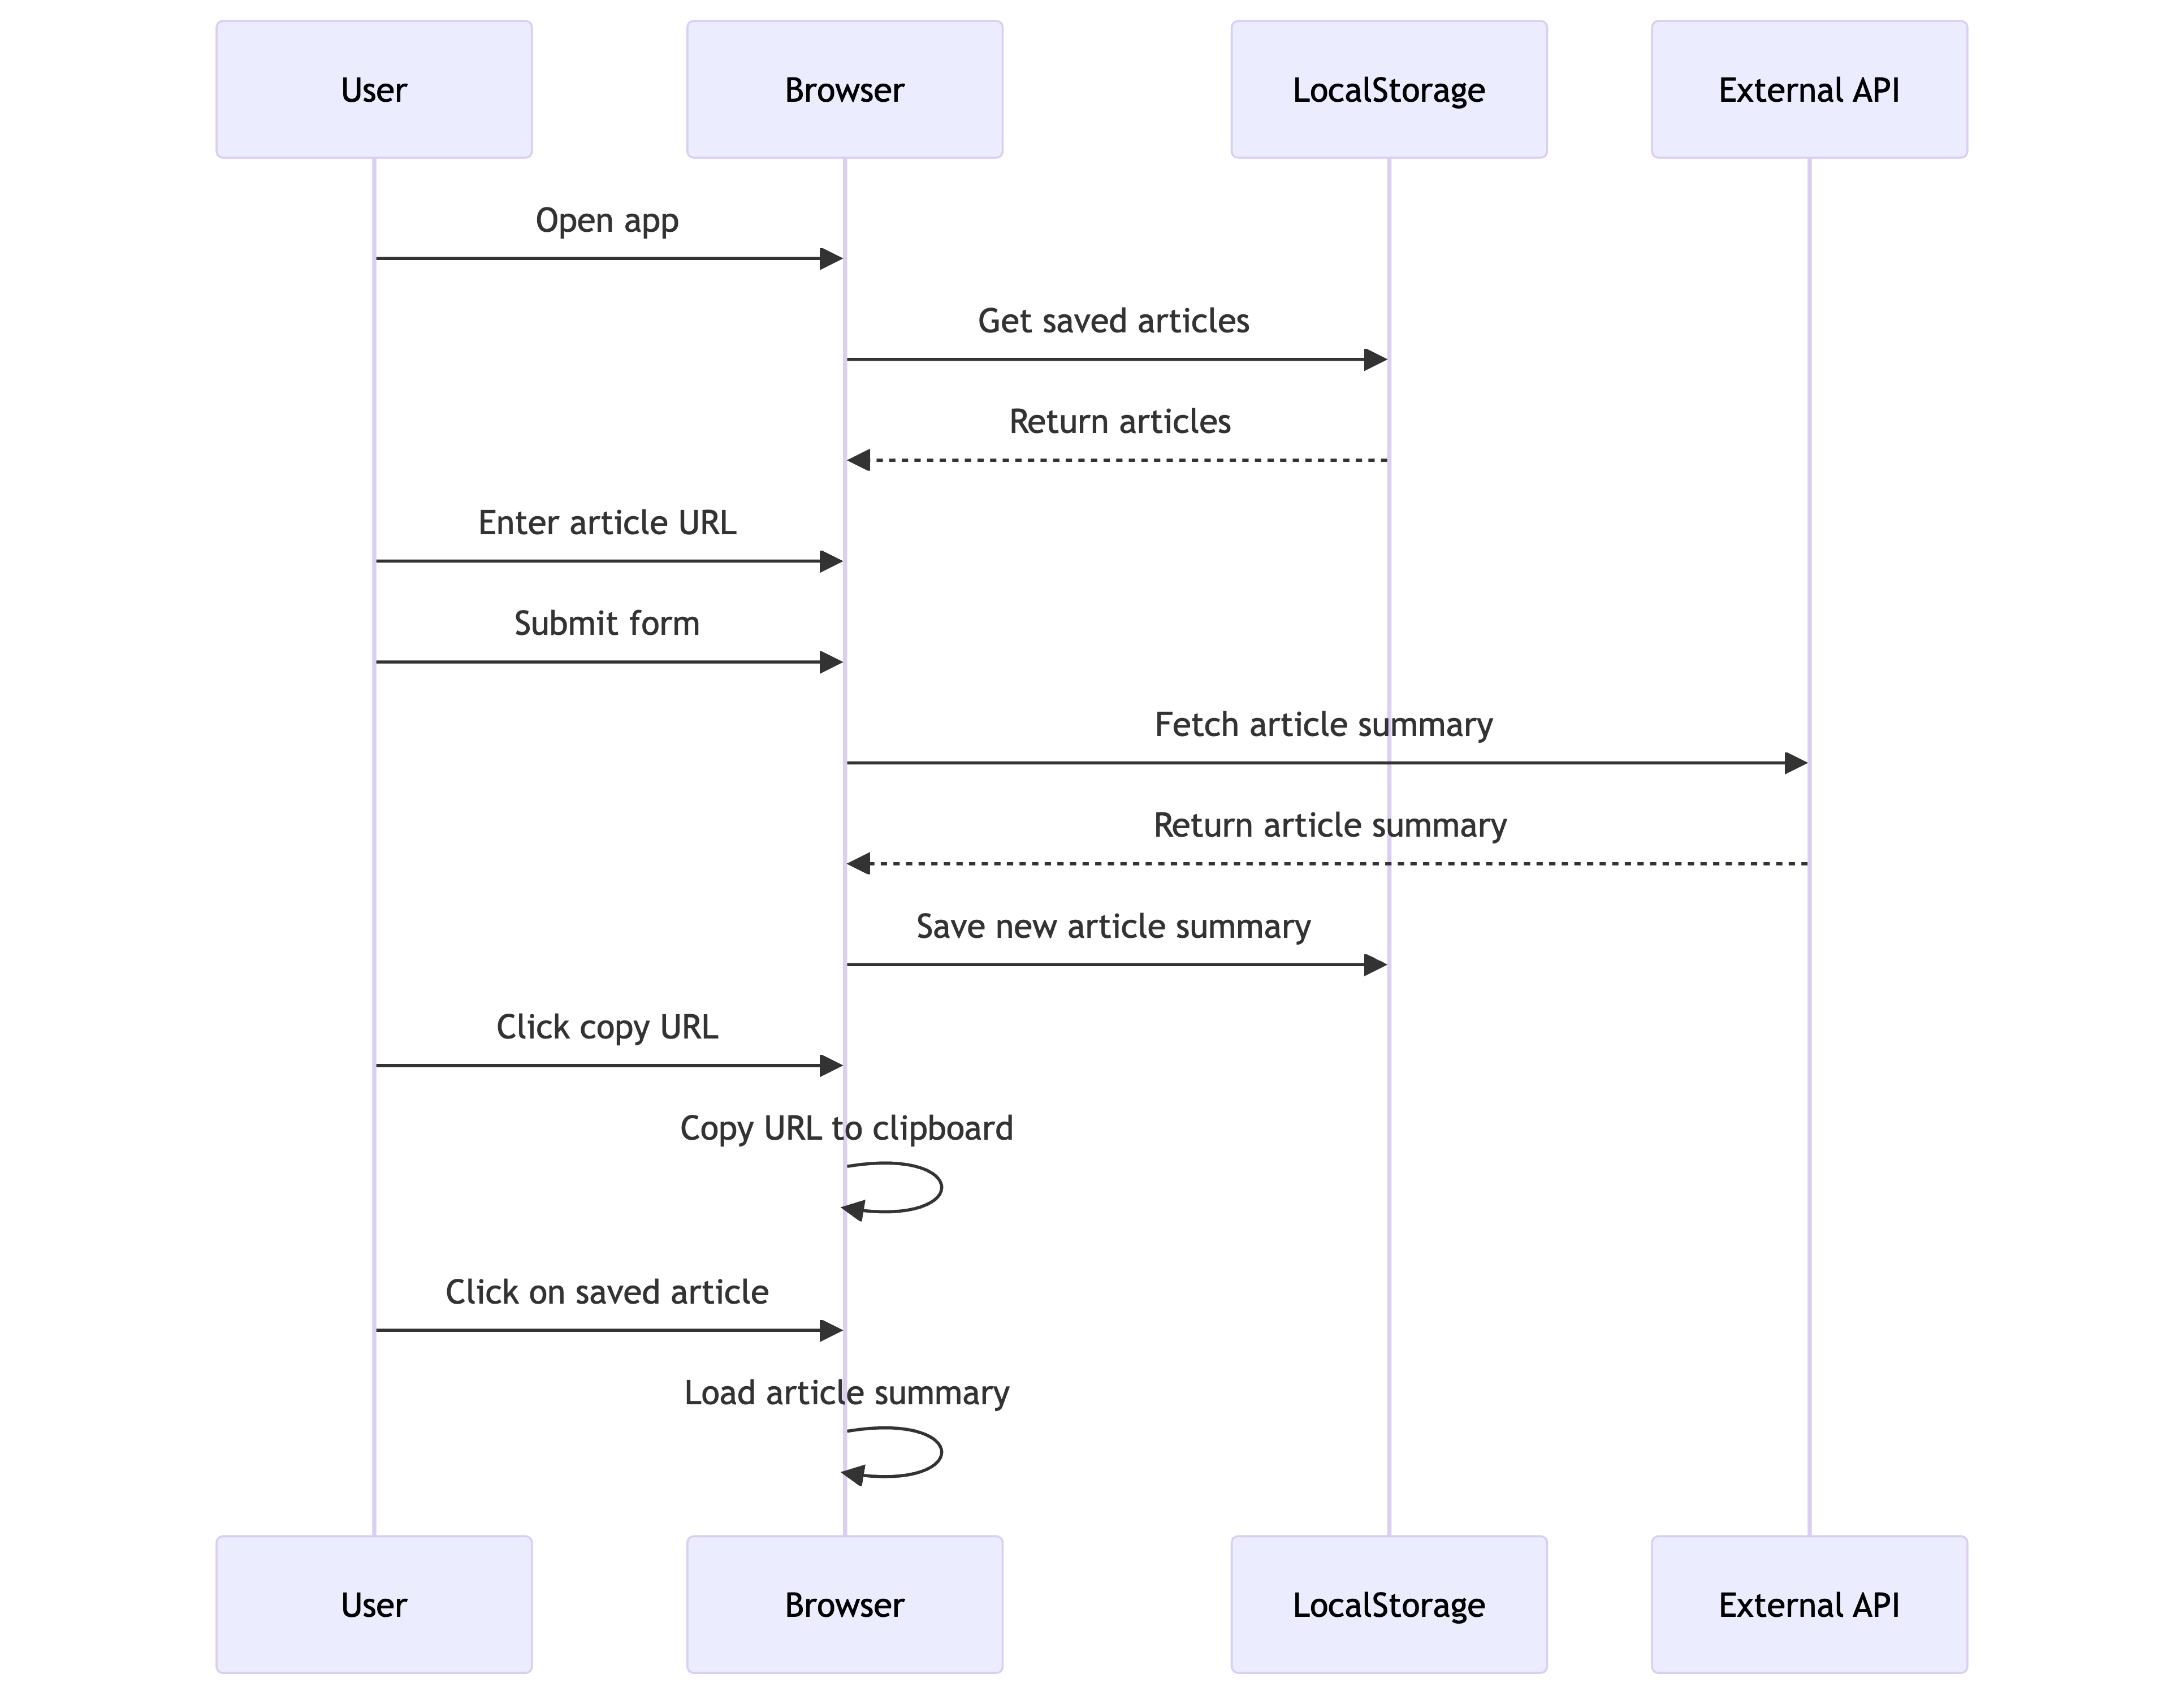 User
Browser
LocalStorage
External API
Open app
Get saved articles
Return articles
Enter article URL
Submit form
Fetch article summary
Return article summary
Save new article summary
Click copy URL
Copy URL to clipboard
Click on saved article
Load article summary
User
Browser
LocalStorage
External API